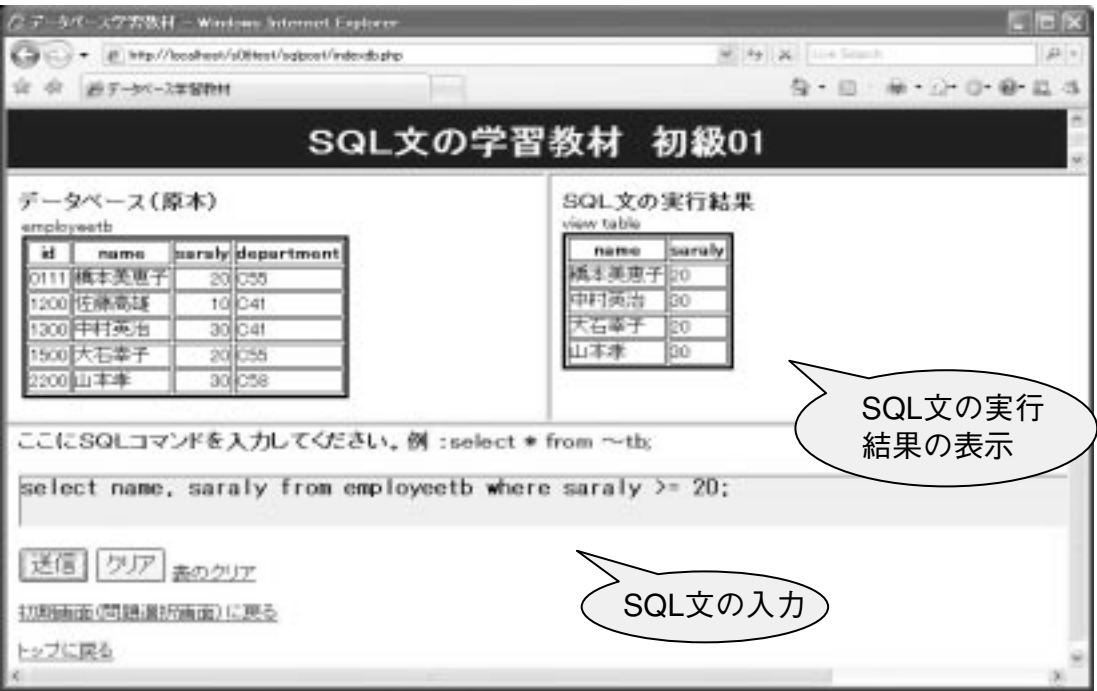 データベース学習教材 - Windows Internet Explorer
データベース学習教材
SQL文の学習教材 初級01
データベース(原本)
employeetb
id name saraly department
0111 橋本美恵子 20 C55
1200 佐藤高雄 10 C41
1300 中村英治 30 C41
1500 大石幸子 20 C55
2200 山本孝 30 C58
SQL文の実行結果
view table
name saraly
橋本美恵子 20
中村英治 30
大石幸子 20
山本孝 30
SQL文の実行
結果の表示
ここにSQLコマンドを入力してください。例 :select * from ~tb;
select name, saraly from employeetb where saraly >= 20;
送信 クリア 表のクリア
SQL文の入力
初期画面(問題選択画面)に戻る
トップに戻る